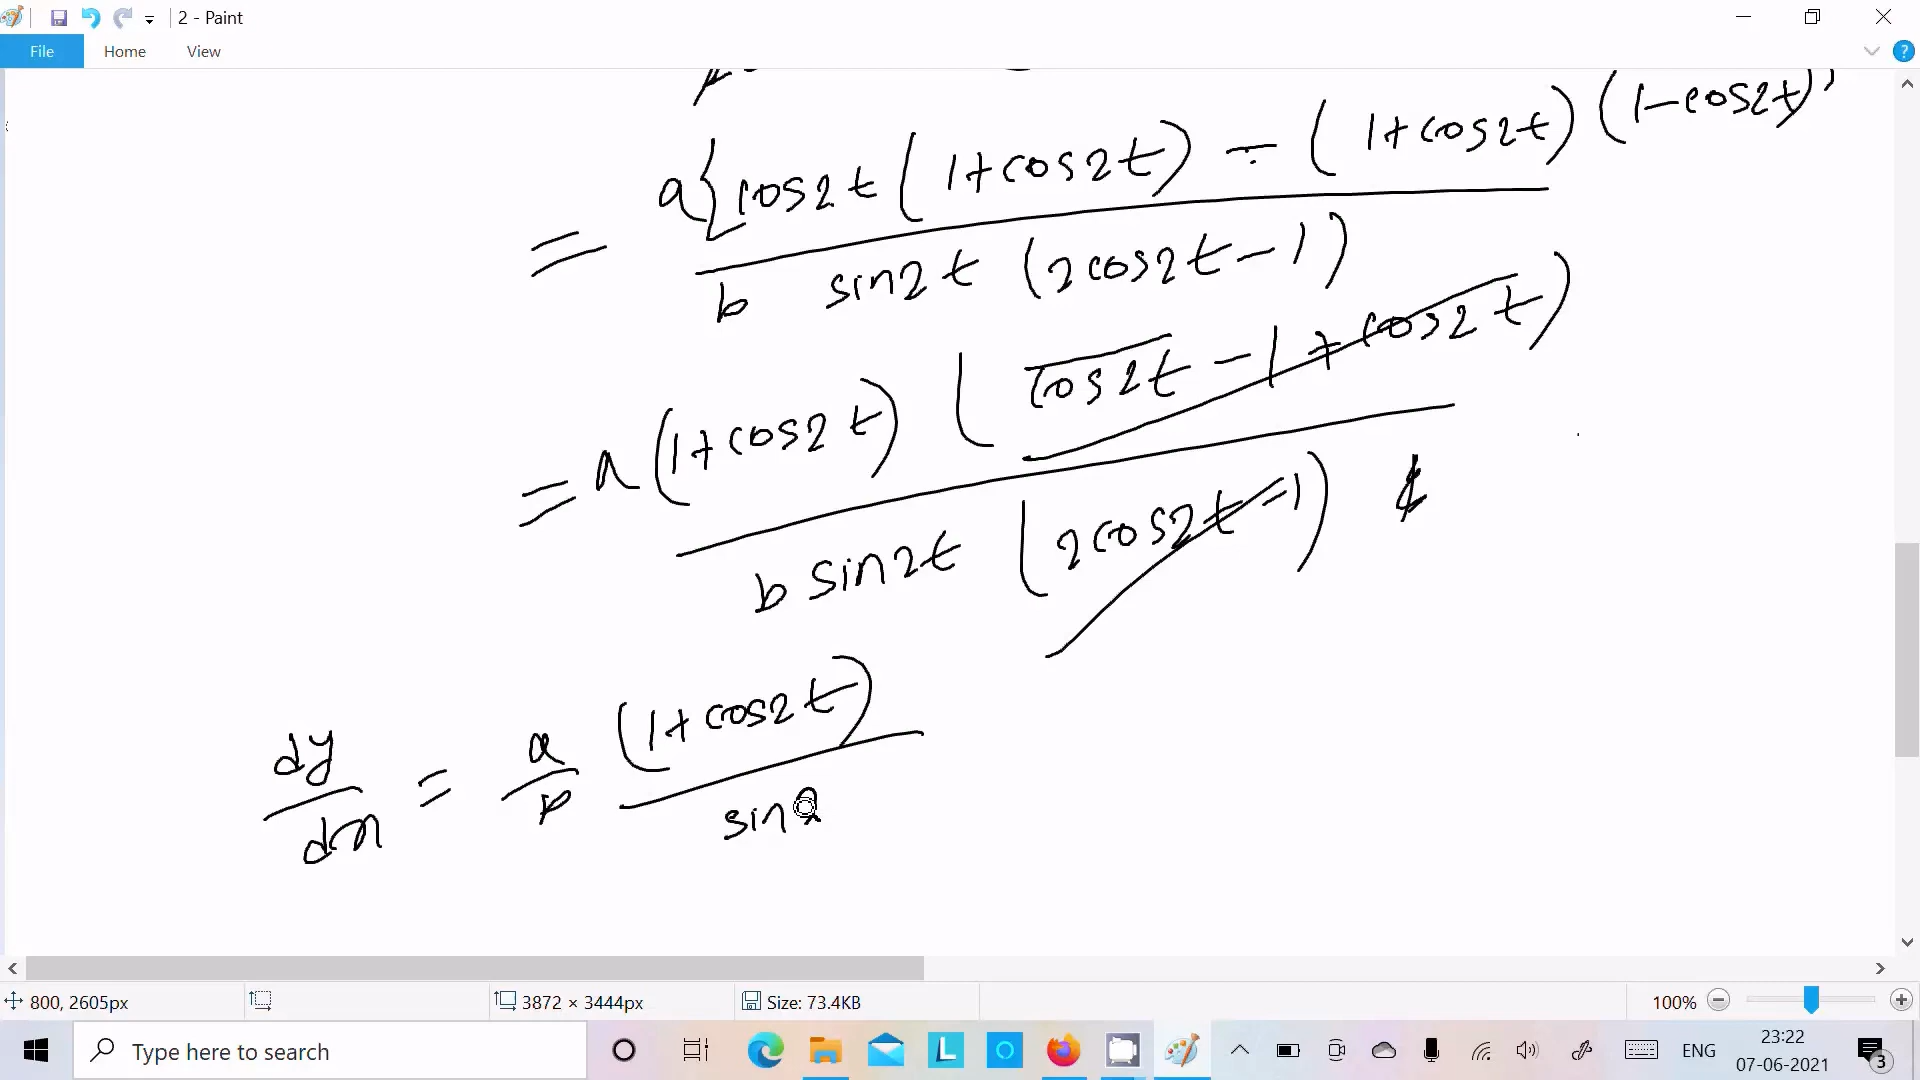 2 - Paint
File Home View
a{cos2t(1+cos2t) - (1+cos2t)(1-cos2t)}
= b sin2t (2cos2t-1)
= a(1+cos2t) (cos2t-1+cos2t)
b sin2t (2cos2t-1)
dy/dx = a/b (1+cos2t)
sin2
800, 2605px 3872 × 3444px Size: 73.4KB 100%
Type here to search ENG 23:22
07-06-2021 3